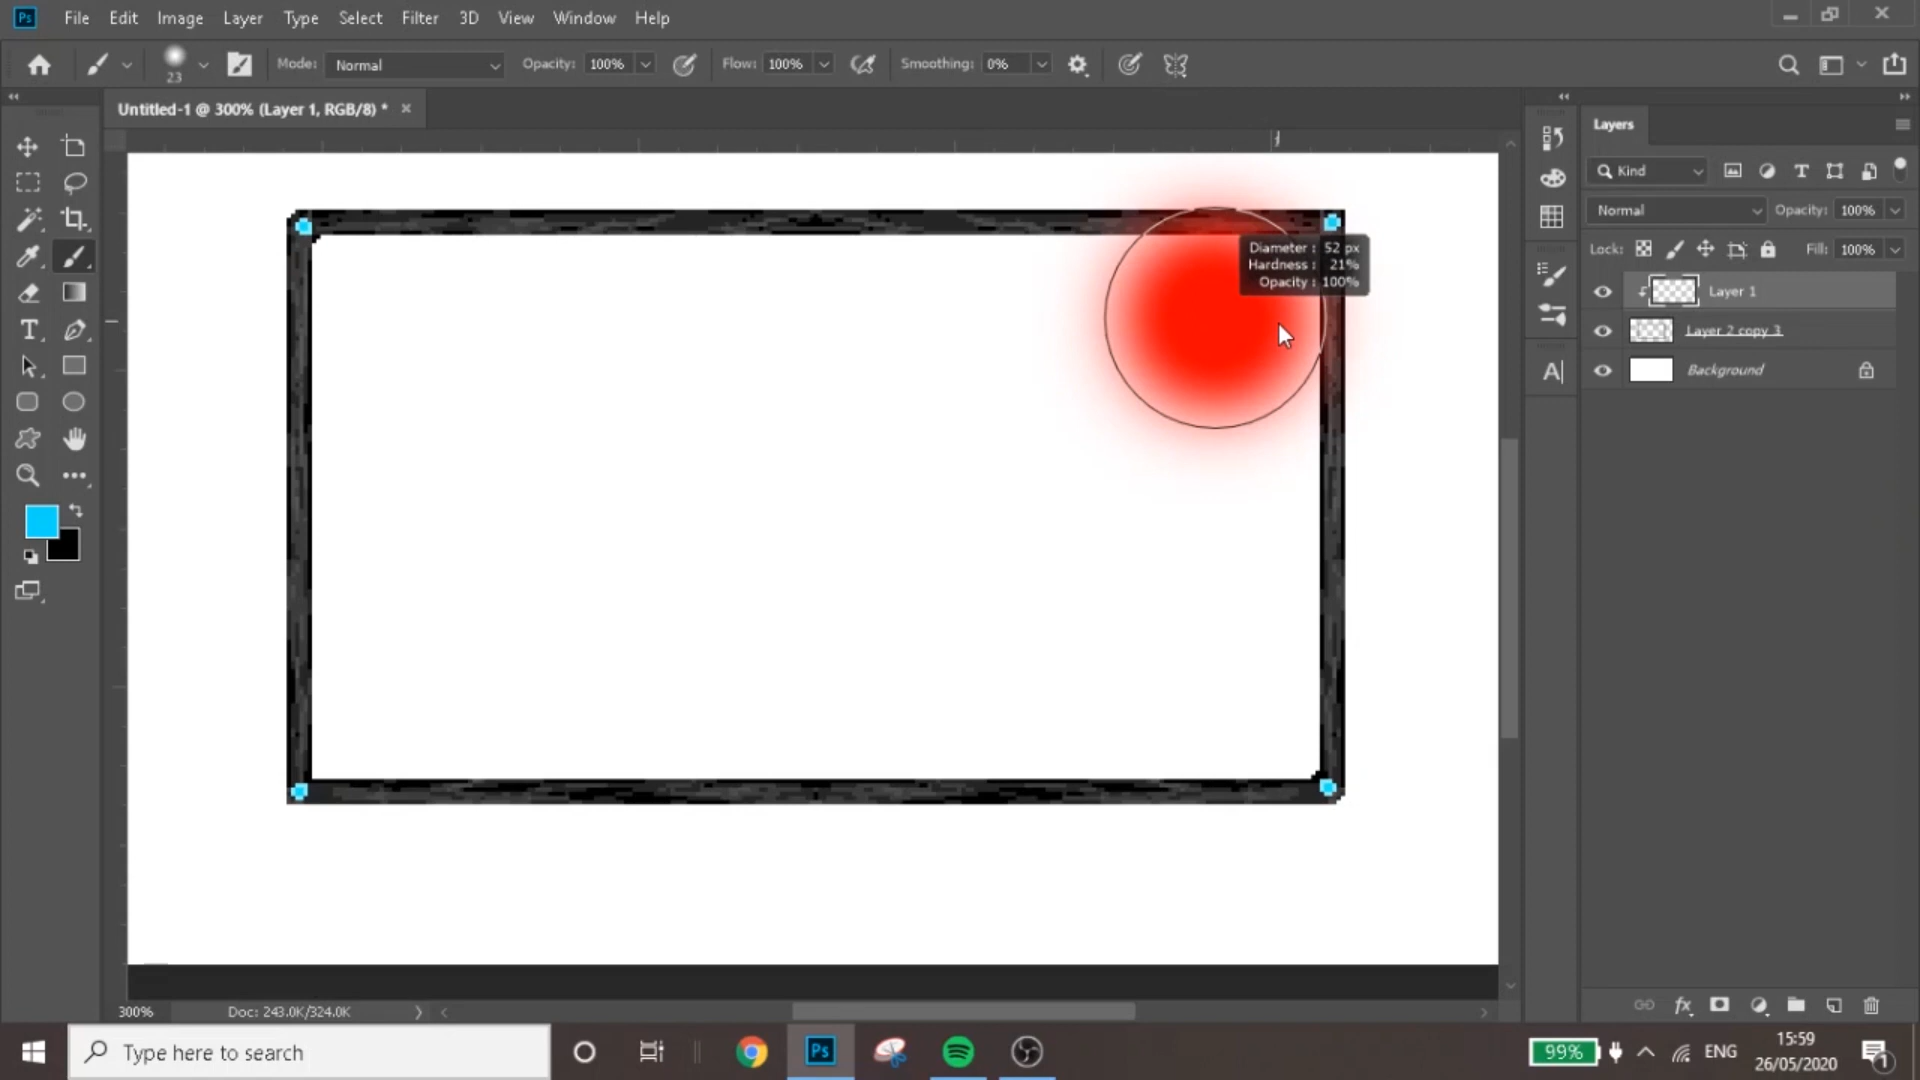 Ps File Edit Image Layer Type Select Filter 3D View Window Help
23 Mode: Normal Opacity: 100% Flow: 100% Smoothing: 0%
Untitled-1 @ 300% (Layer 1, RGB/8) *
Layers
Kind
Normal Opacity: 100%
Lock: Fill: 100%
Layer 1
Layer 2 copy 3
Background
Diameter : 52 px
Hardness : 21%
Opacity : 100%
300% Doc: 243.0K/324.0K
Type here to search
Ps
99% ENG
15:59
26/05/2020
1